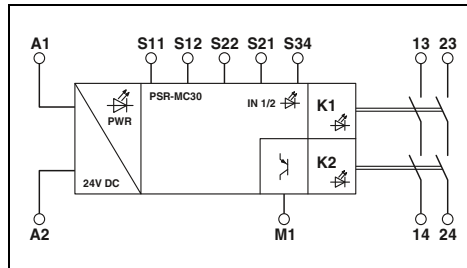 A1 S11 S12 S22 S21 S34 13 23
PSR-MC30 IN 1/2 K1
PWR
K2
24V DC
A2 M1 14 24